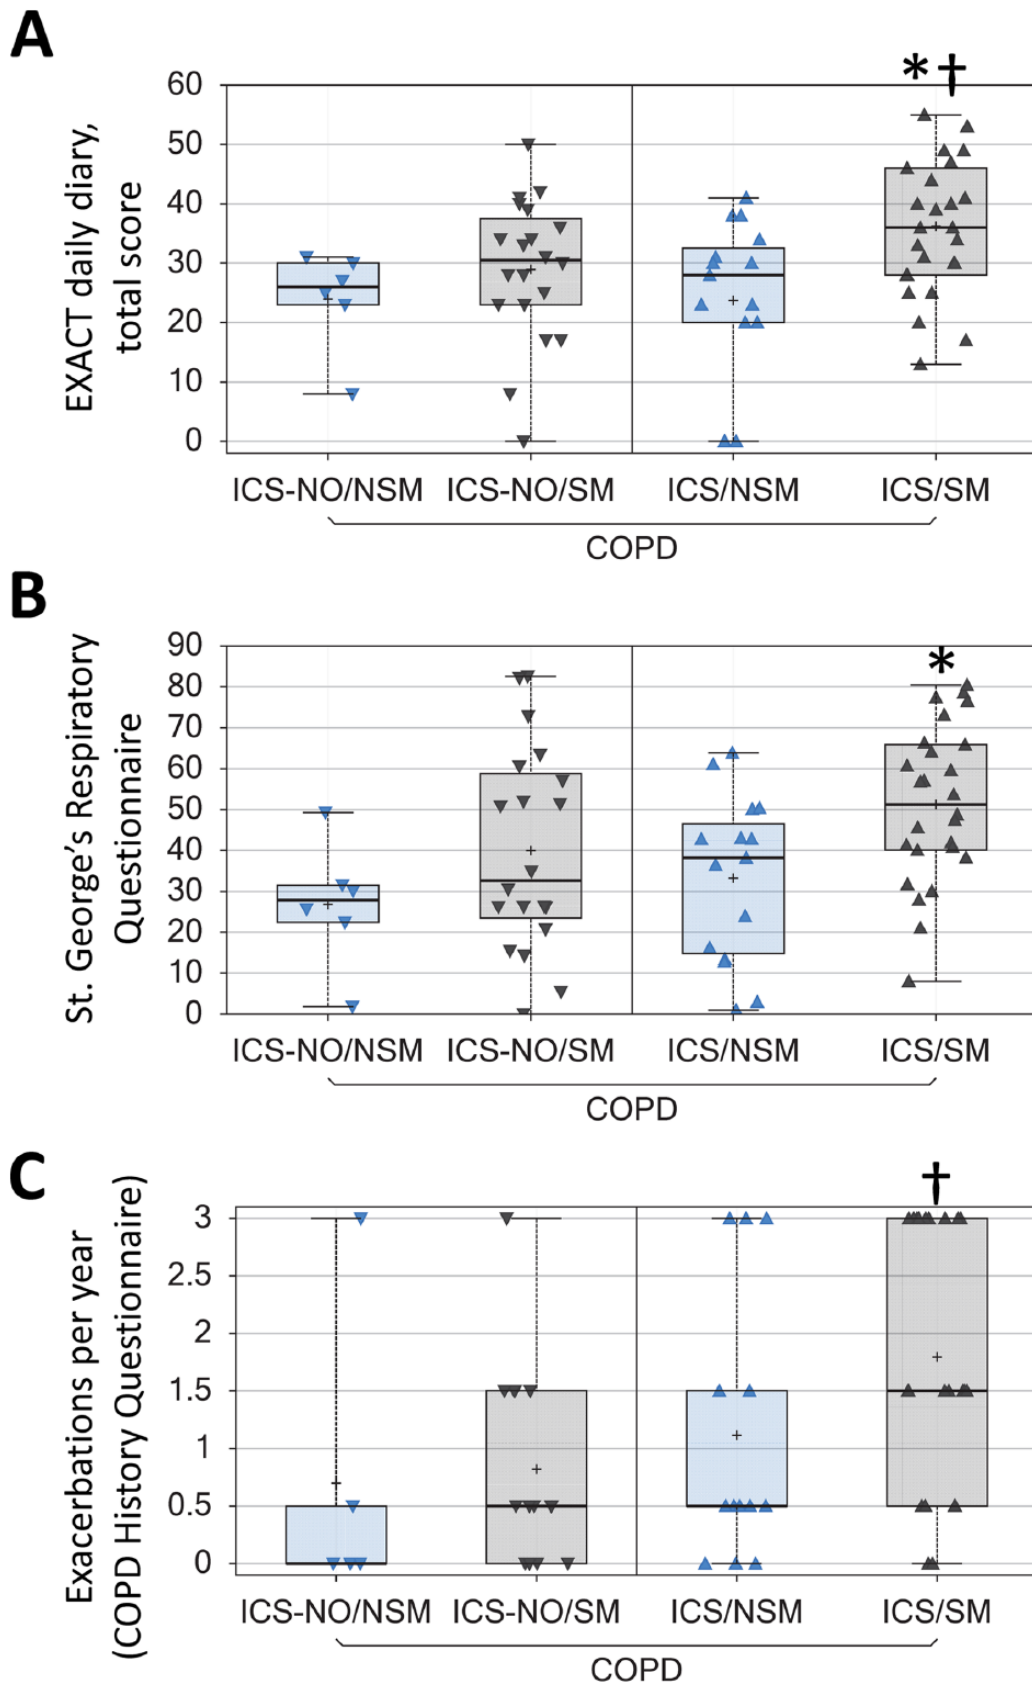 A
EXACT daily diary,
total score
60
50
40
30
20
10
0
*†
ICS-NO/NSM ICS-NO/SM ICS/NSM ICS/SM
COPD
B
St. George's Respiratory
Questionnaire
90
80
70
60
50
40
30
20
10
0
*
ICS-NO/NSM ICS-NO/SM ICS/NSM ICS/SM
COPD
C
Exacerbations per year
(COPD History Questionnaire)
3
2.5
2
1.5
1
0.5
0
†
ICS-NO/NSM ICS-NO/SM ICS/NSM ICS/SM
COPD